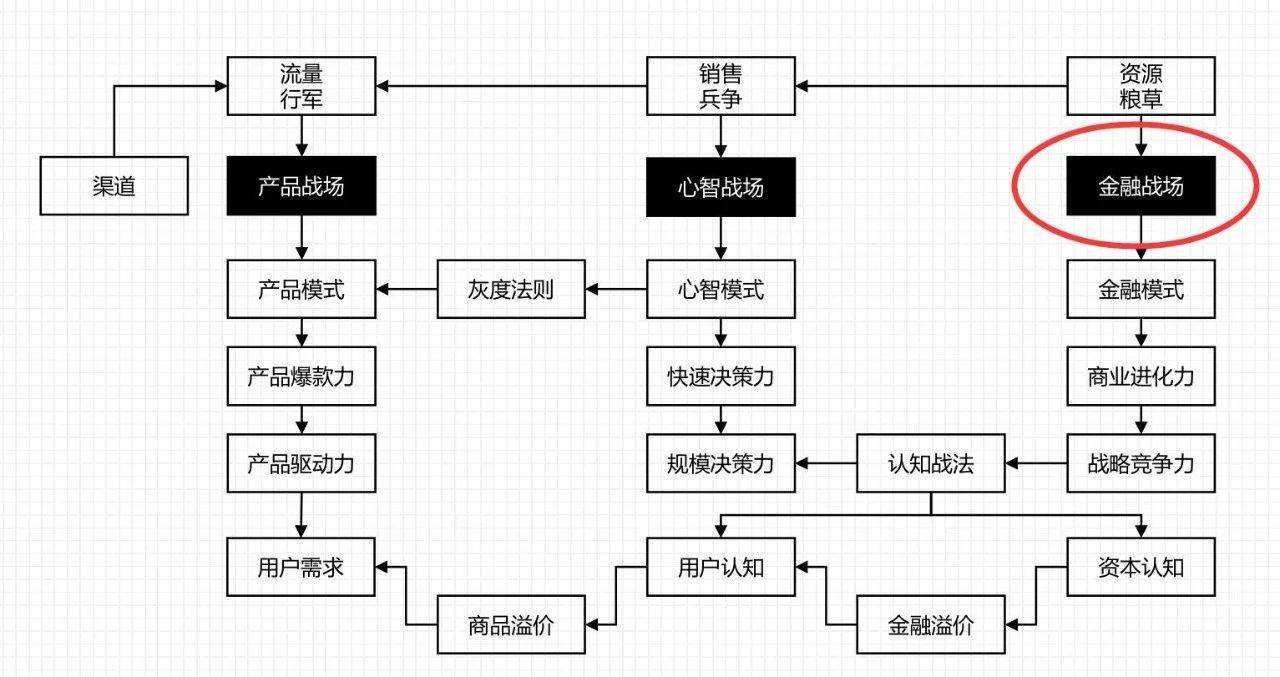 流量
行军
销售
兵争
资源
粮草
渠道
产品战场
心智战场
金融战场
产品模式
灰度法则
心智模式
金融模式
产品爆款力
快速决策力
商业进化力
产品驱动力
规模决策力
认知战法
战略竞争力
用户需求
用户认知
资本认知
商品溢价
金融溢价